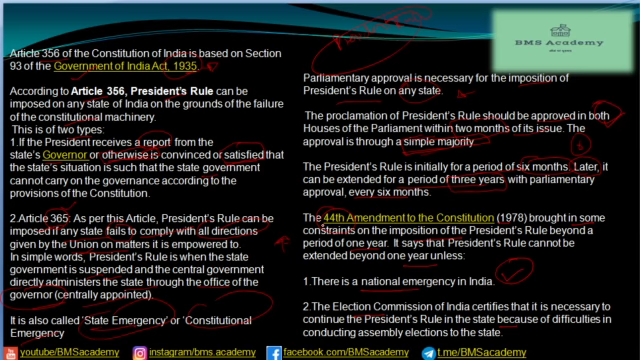 BMS Academy
Article 356 of the Constitution of India is based on Section
93 of the Government of India Act, 1935.
According to Article 356, President's Rule can be
imposed on any state of India on the grounds of the failure
of the constitutional machinery.
This is of two types:
1.If the President receives a report from the
state's Governor or otherwise is convinced or satisfied that
the state's situation is such that the state government
cannot carry on the governance according to the
provisions of the Constitution.
2.Article 365: As per this Article, President's Rule can be
imposed if any state fails to comply with all directions
given by the Union on matters it is empowered to.
In simple words, President's Rule is when the state
government is suspended and the central government
directly administers the state through the office of the
governor (centrally appointed).
It is also called 'State Emergency' or 'Constitutional
Emergency
Parliamentary approval is necessary for the imposition of
President's Rule on any state.
The proclamation of President's Rule should be approved in both
Houses of the Parliament within two months of its issue. The
approval is through a simple majority.
The President's Rule is initially for a period of six months. Later, it
can be extended for a period of three years with parliamentary
approval, every six months.
The 44th Amendment to the Constitution (1978) brought in some
constraints on the imposition of the President's Rule beyond a
period of one year. It says that President's Rule cannot be
extended beyond one year unless:
1.There is a national emergency in India.
2.The Election Commission of India certifies that it is necessary to
continue the President's Rule in the state because of difficulties in
conducting assembly elections to the state.
youtube/BMSacademy
instagram/bms.academy
facebook.com/BMSacademy
t.me/BMSacademy